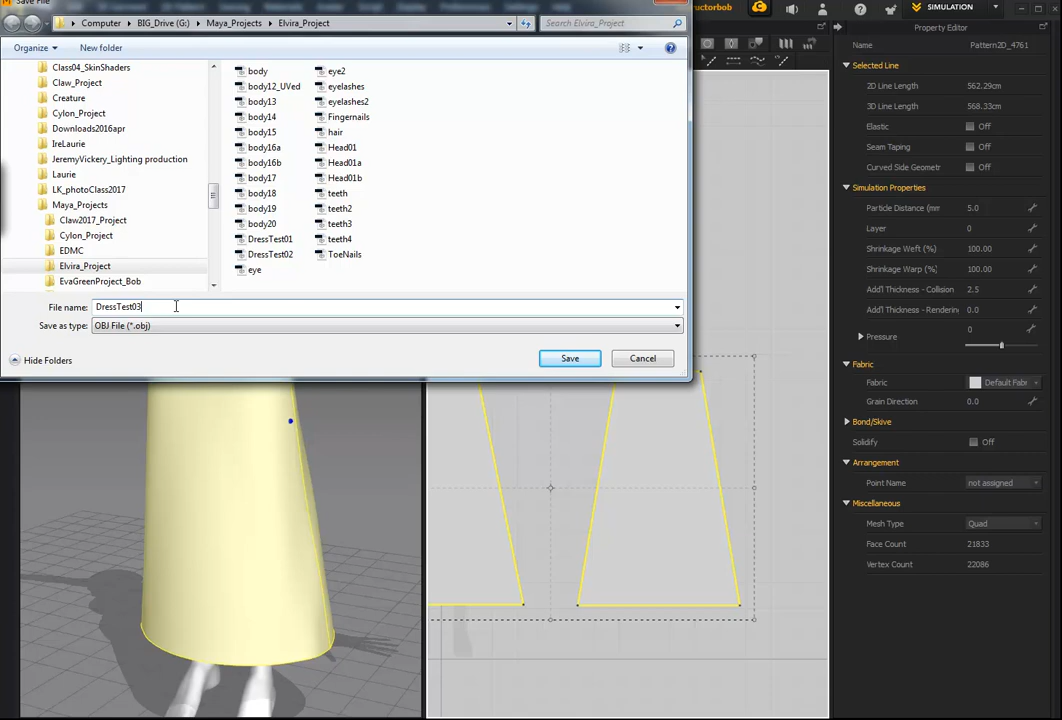 Save File
Computer BIG_Drive (G:) Maya_Projects Elvira_Project
Search Elvira_Project
Organize New folder
Class04_SkinShaders
Claw_Project
Creature
Cylon_Project
Downloads2016apr
IreLaurie
JeremyVickery_Lighting production
Laurie
LK_photoClass2017
Maya_Projects
Claw2017_Project
Cylon_Project
EDMC
Elvira_Project
EvaGreenProject_Bob
body
body12_UVed
body13
body14
body15
body16a
body16b
body17
body18
body19
body20
DressTest01
DressTest02
eye
eye2
eyelashes
eyelashes2
Fingernails
hair
Head01
Head01a
Head01b
teeth
teeth2
teeth3
teeth4
ToeNails
File name: DressTest03
Save as type: OBJ File (*.obj)
Hide Folders
Save Cancel
ructorbob
SIMULATION
Property Editor
Name Pattern2D_4761
Selected Line
2D Line Length 562.29cm
3D Line Length 568.33cm
Elastic Off
Seam Taping Off
Curved Side Geometr Off
Simulation Properties
Particle Distance (mm 5.0
Layer 0
Shrinkage Weft (%) 100.00
Shrinkage Warp (%) 100.00
Add'l Thickness - Collision 2.5
Add'l Thickness - Rendering 0.0
Pressure 0
Fabric
Fabric Default Fabr
Grain Direction 0.0
Bond/Skive
Solidify Off
Arrangement
Point Name not assigned
Miscellaneous
Mesh Type Quad
Face Count 21833
Vertex Count 22086